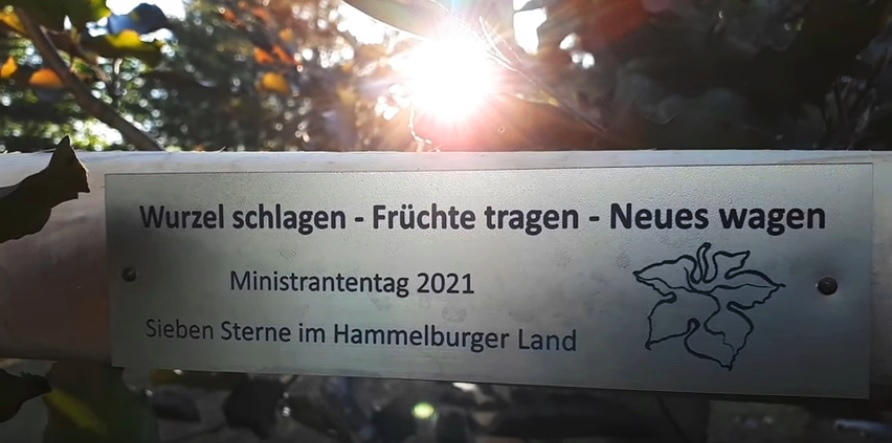 Wurzel schlagen - Früchte tragen - Neues wagen
Ministrantentag 2021
Sieben Sterne im Hammelburger Land